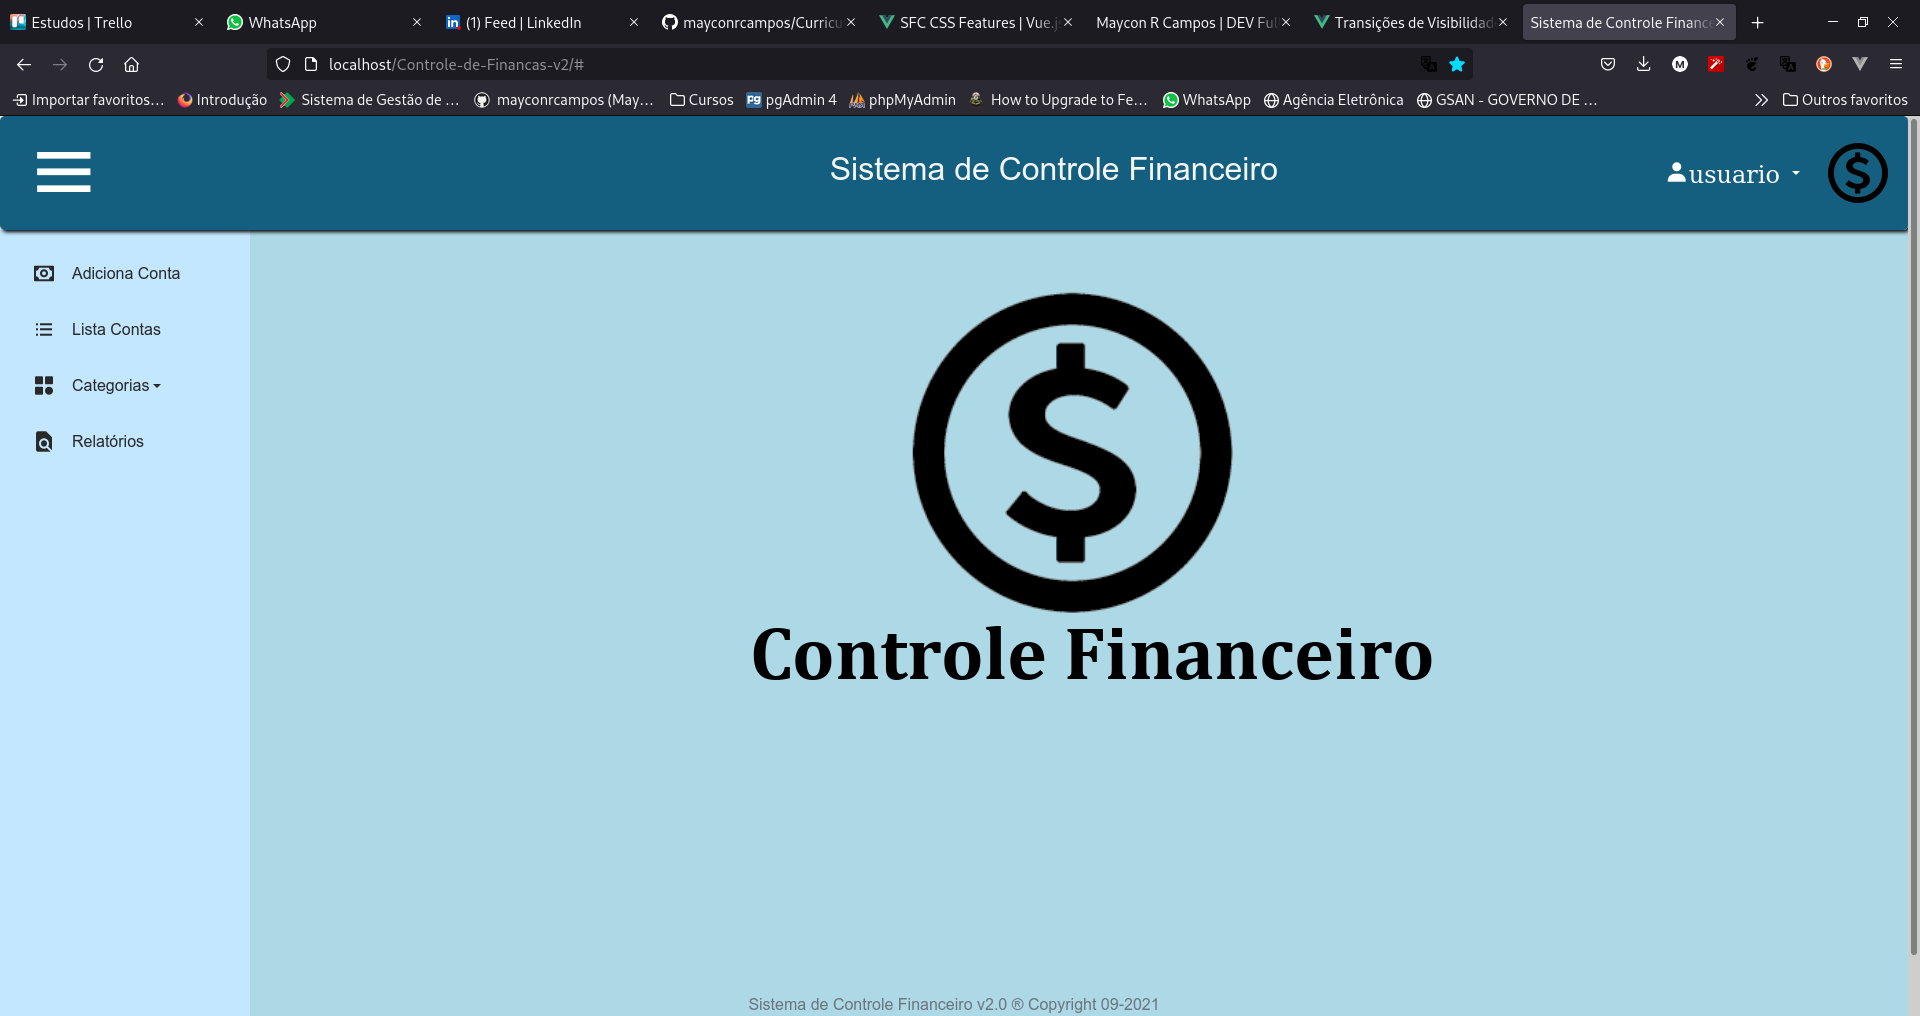 Estudos | Trello
WhatsApp
(1) Feed | LinkedIn
mayconrcampos/Curricu
SFC CSS Features | Vue.j
Maycon R Campos | DEV Ful
Transições de Visibilidad
Sistema de Controle Finance
localhost/Controle-de-Financas-v2/#
Importar favoritos...
Introdução
Sistema de Gestão de ...
mayconrcampos (May...
Cursos
pgAdmin 4
phpMyAdmin
How to Upgrade to Fe...
WhatsApp
Agência Eletrônica
GSAN - GOVERNO DE ...
Outros favoritos
Sistema de Controle Financeiro
usuario
Adiciona Conta
Lista Contas
Categorias
Relatórios
Controle Financeiro
Sistema de Controle Financeiro v2.0 ® Copyright 09-2021